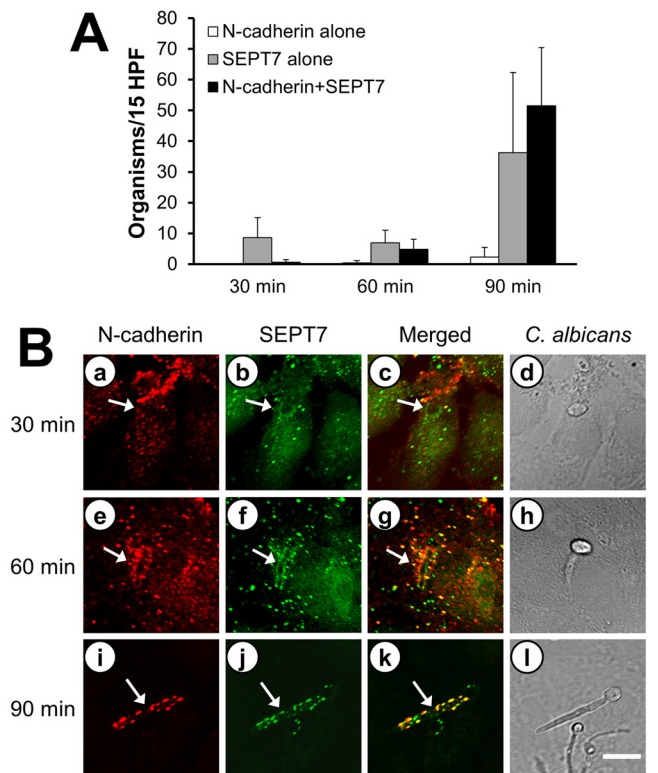 A
Organisms/15 HPF
80
70
60
50
40
30
20
10
0
N-cadherin alone
SEPT7 alone
N-cadherin+SEPT7
30 min
60 min
90 min
B
N-cadherin
SEPT7
Merged
C. albicans
30 min
a
b
c
d
60 min
e
f
g
h
90 min
i
j
k
l